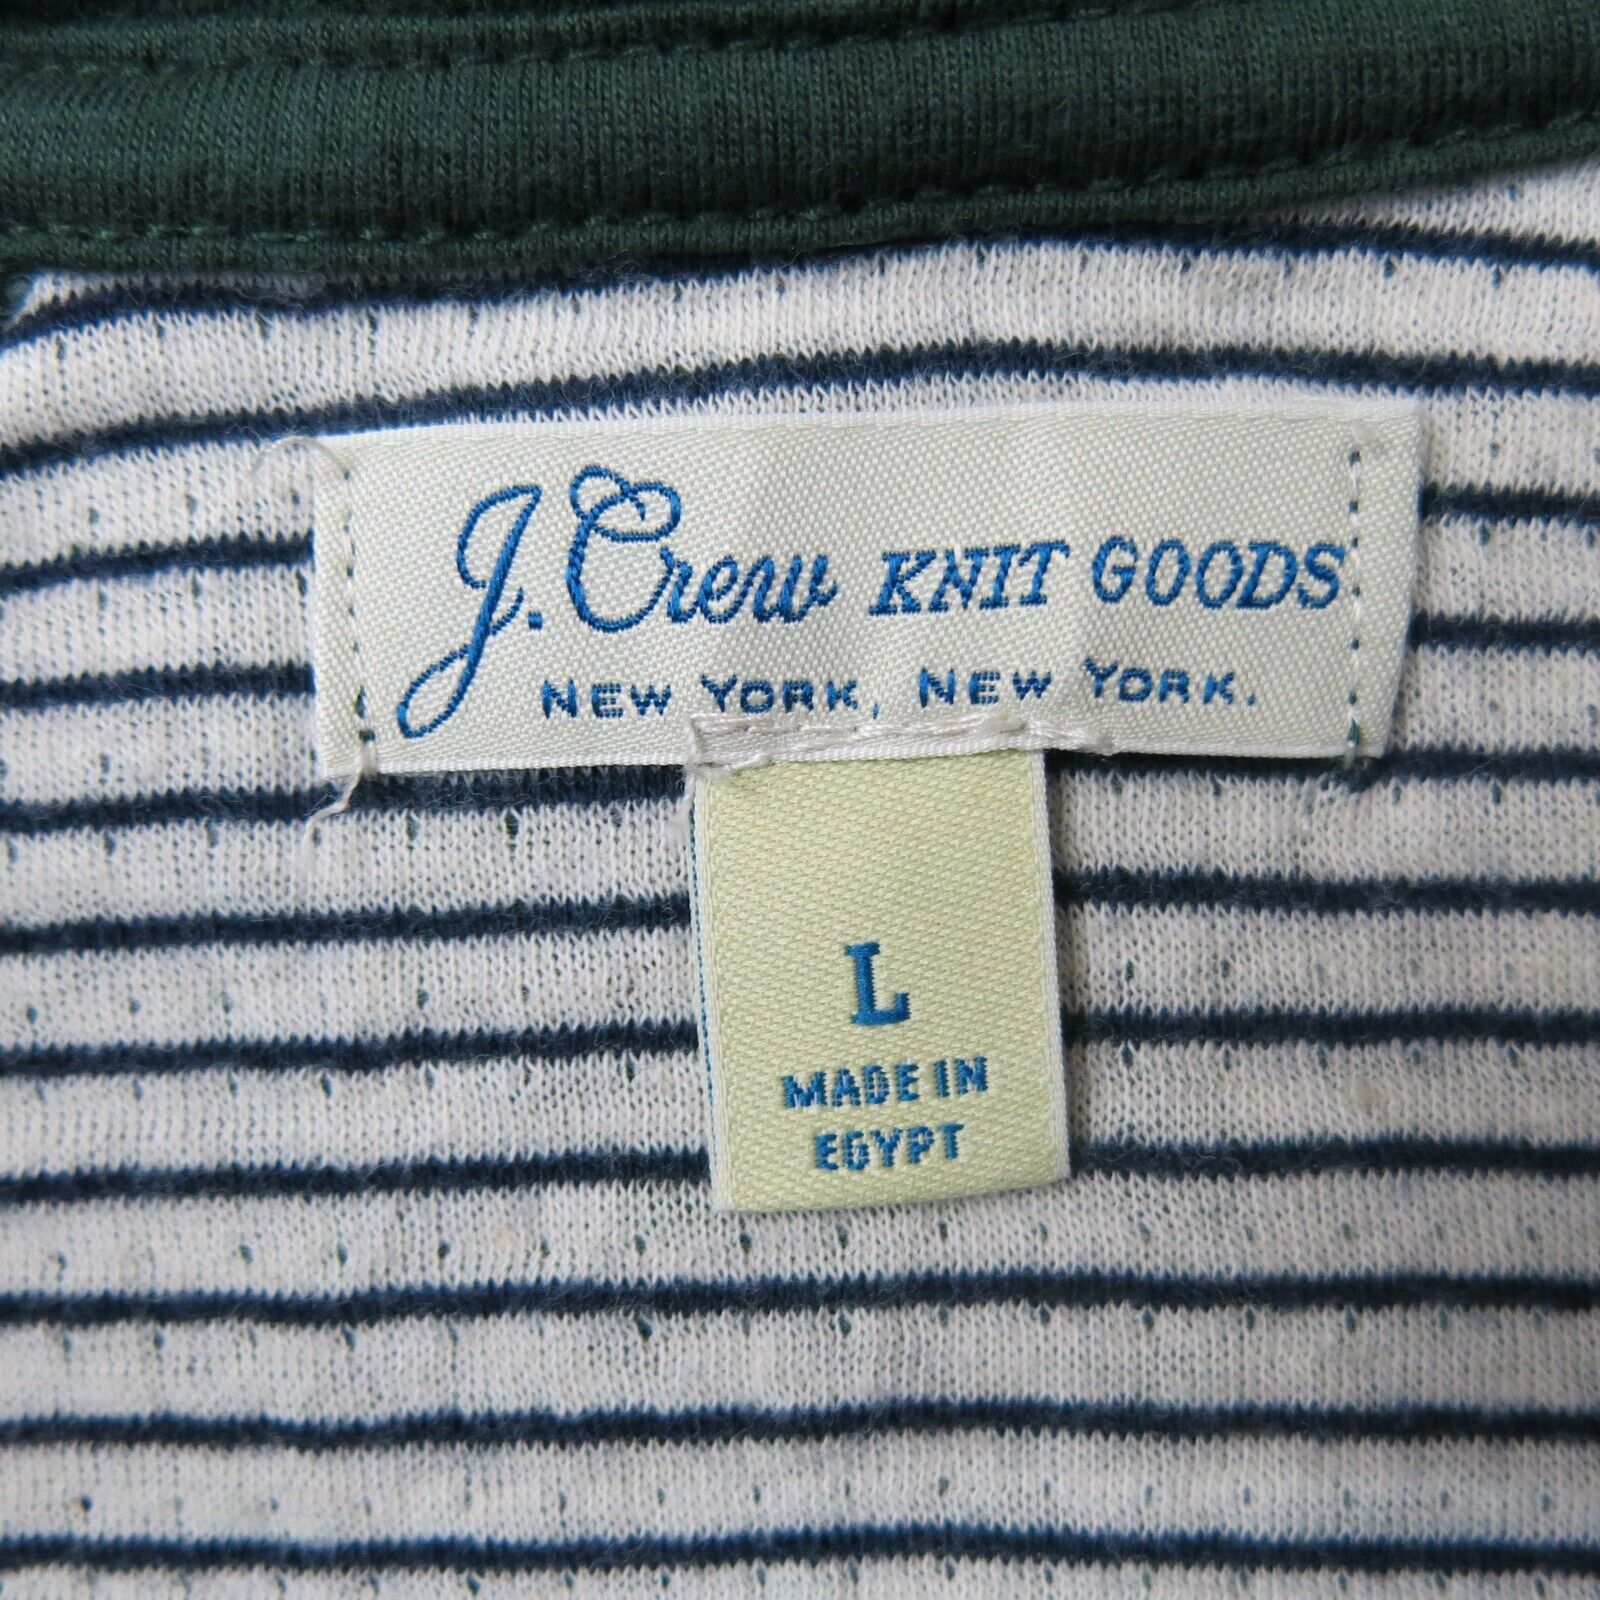 J. Crew KNIT GOODS
NEW YORK, NEW YORK.
L
MADE IN
EGYPT